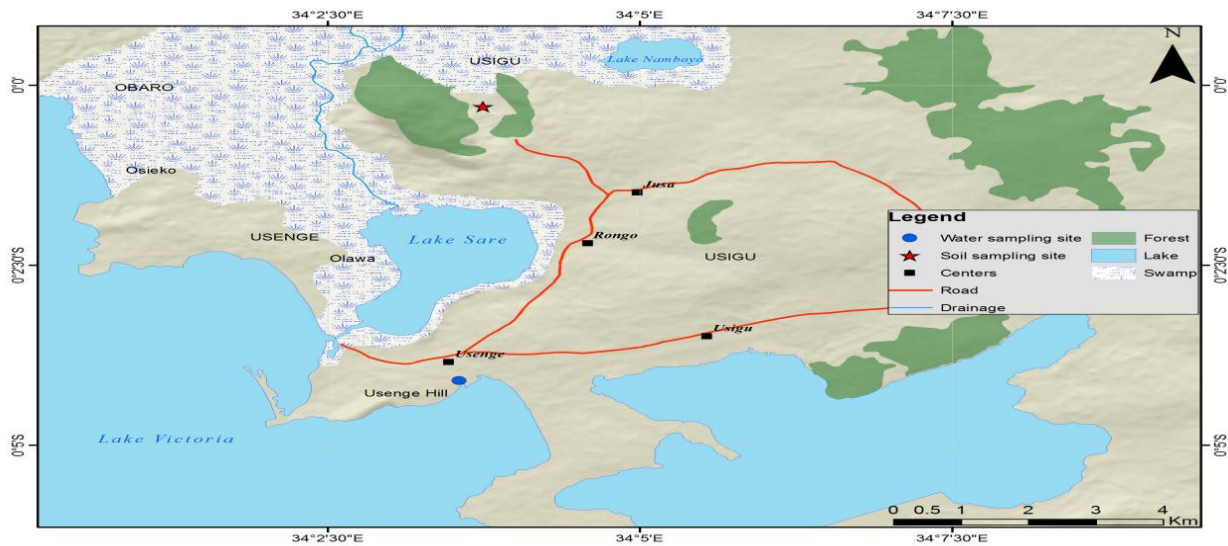 34°2'30"E 34°5'E 34°7'30"E
N
USIGU
Lake Namboyo
0°0' 0°0'
OBARO
Osieko
Jusa
Legend
Water sampling site
Soil sampling site
Centers
Road
Drainage
Forest
Lake
Swamp
Rongo
USENGE
Lake Sare
Olawa
USIGU
0°2'30"S 0°2'30"S
Usigu
Usenge
Usenge Hill
Lake Victoria
0°5'S 0°5'S
0 0.5 1 2 3 4
Km
34°2'30"E 34°5'E 34°7'30"E